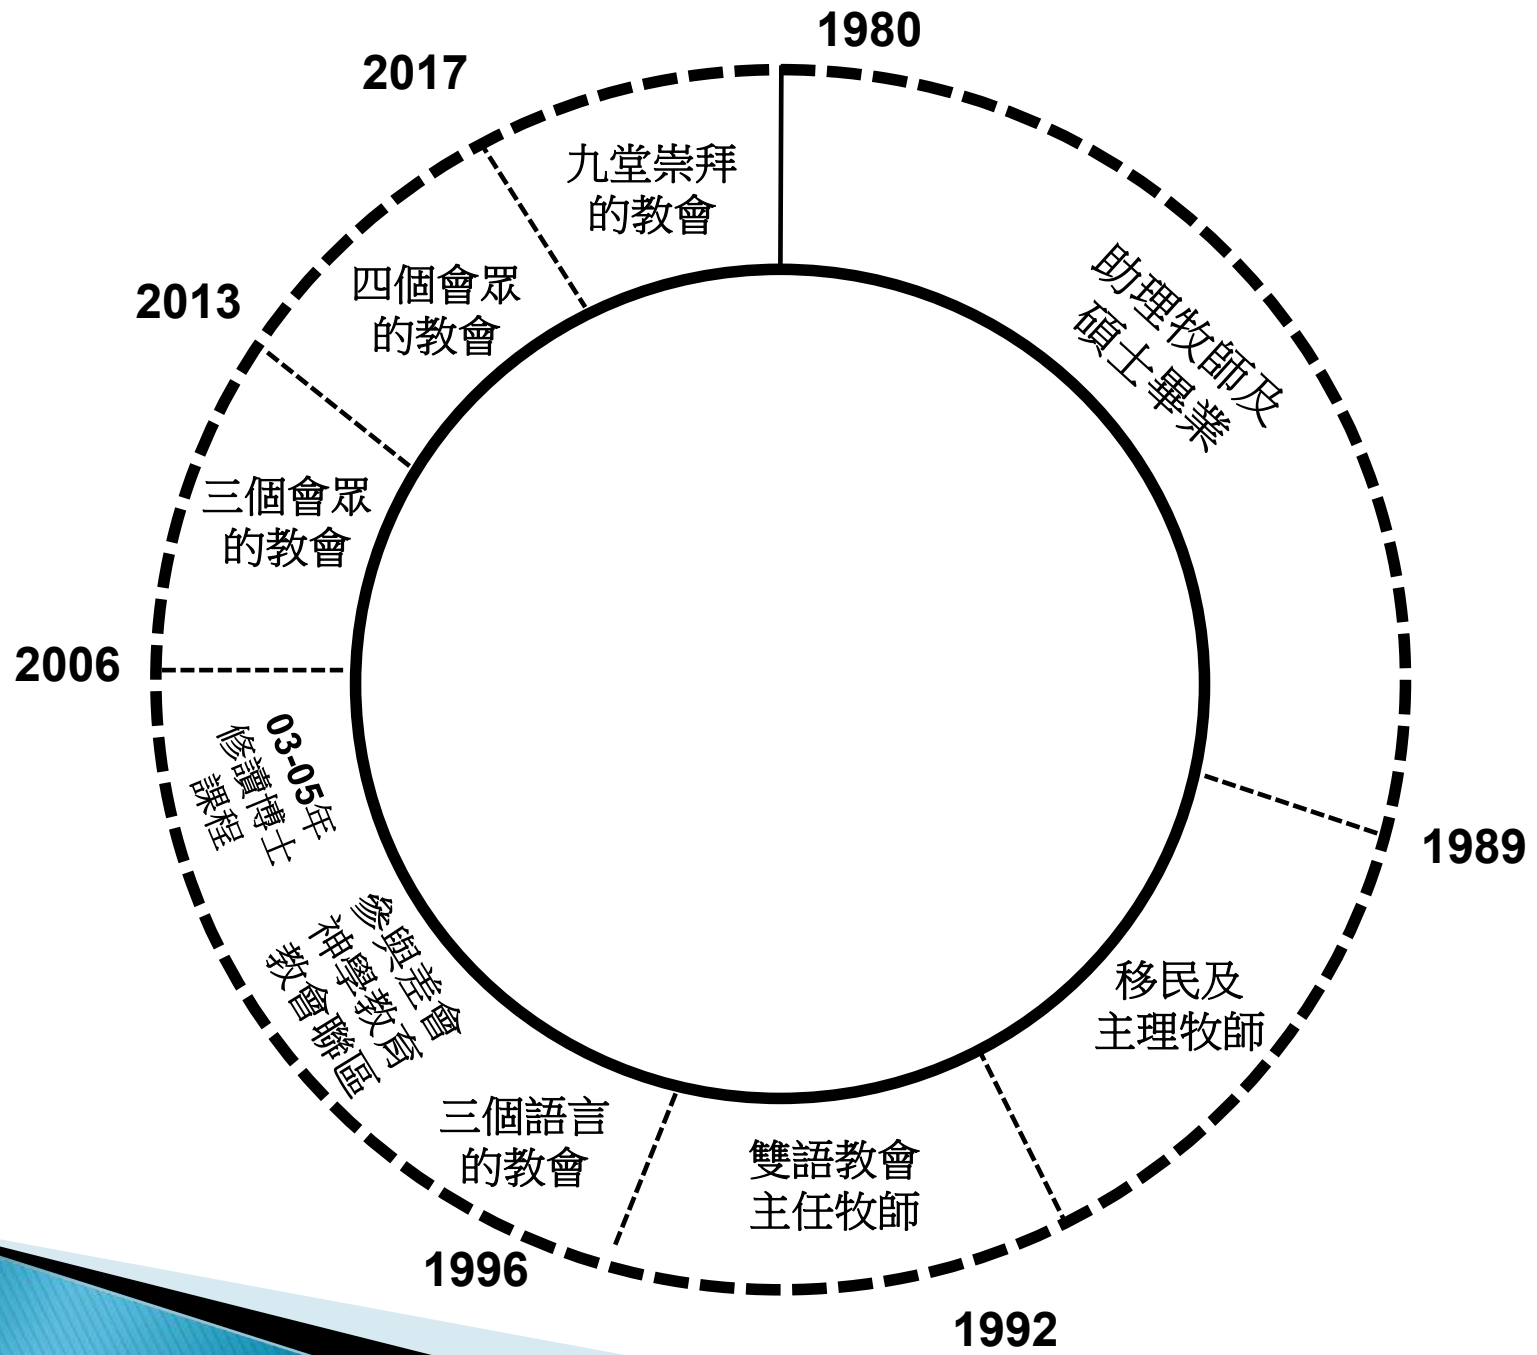 1980
助理牧師及
碩士畢業
1989
移民及
主理牧師
1992
雙語教會
主任牧師
1996
三個語言
的教會
參與差會
神學教育
教會聯區
03-05年
修讀博士
課程
2006
三個會眾
的教會
2013
四個會眾
的教會
2017
九堂崇拜
的教會